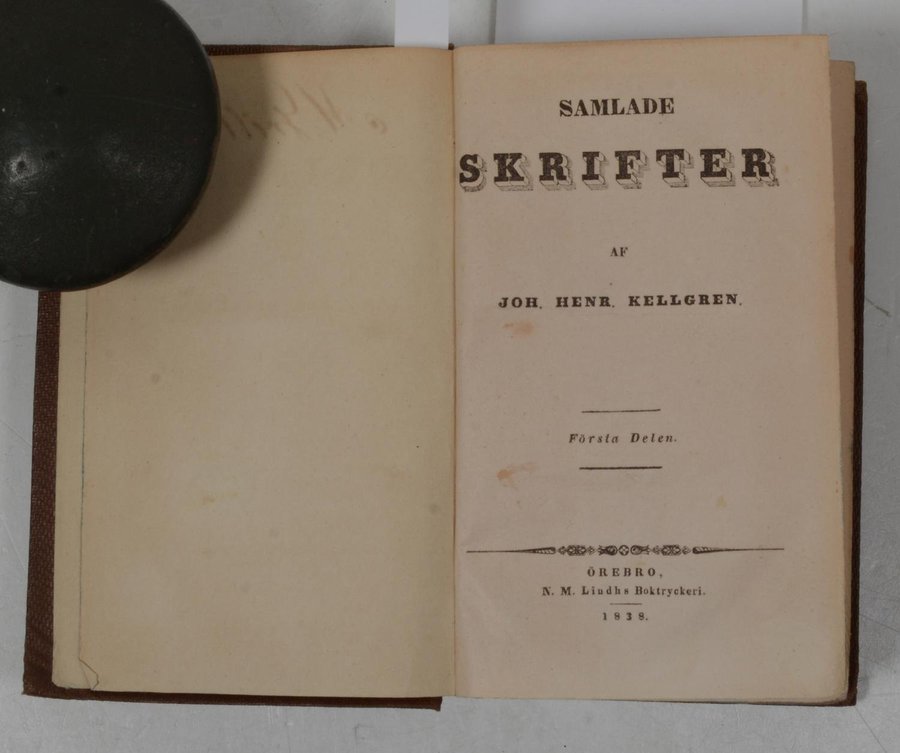 SAMLADE
SKRIFTER
AF
JOH. HENR. KELLGREN.
Första Delen.
ÖREBRO,
N. M. Lindhs Boktryckeri.
1838.